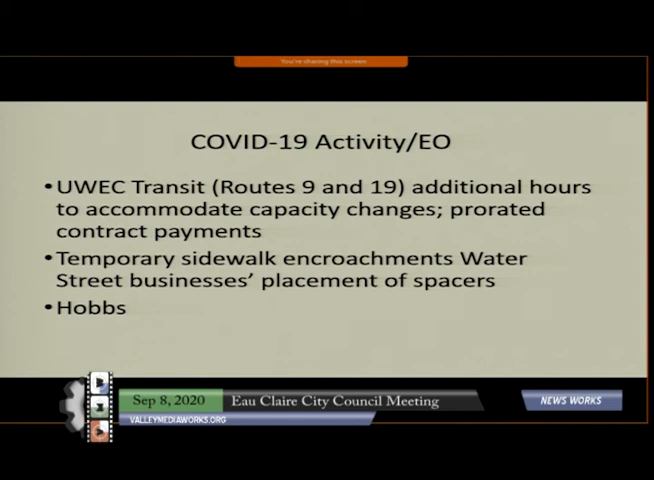 You're sharing this screen
COVID-19 Activity/EO
•UWEC Transit (Routes 9 and 19) additional hours
to accommodate capacity changes; prorated
contract payments
•Temporary sidewalk encroachments Water
Street businesses' placement of spacers
•Hobbs
Sep 8, 2020 Eau Claire City Council Meeting NEWS WORKS
VALLEYMEDIAWORKS.ORG